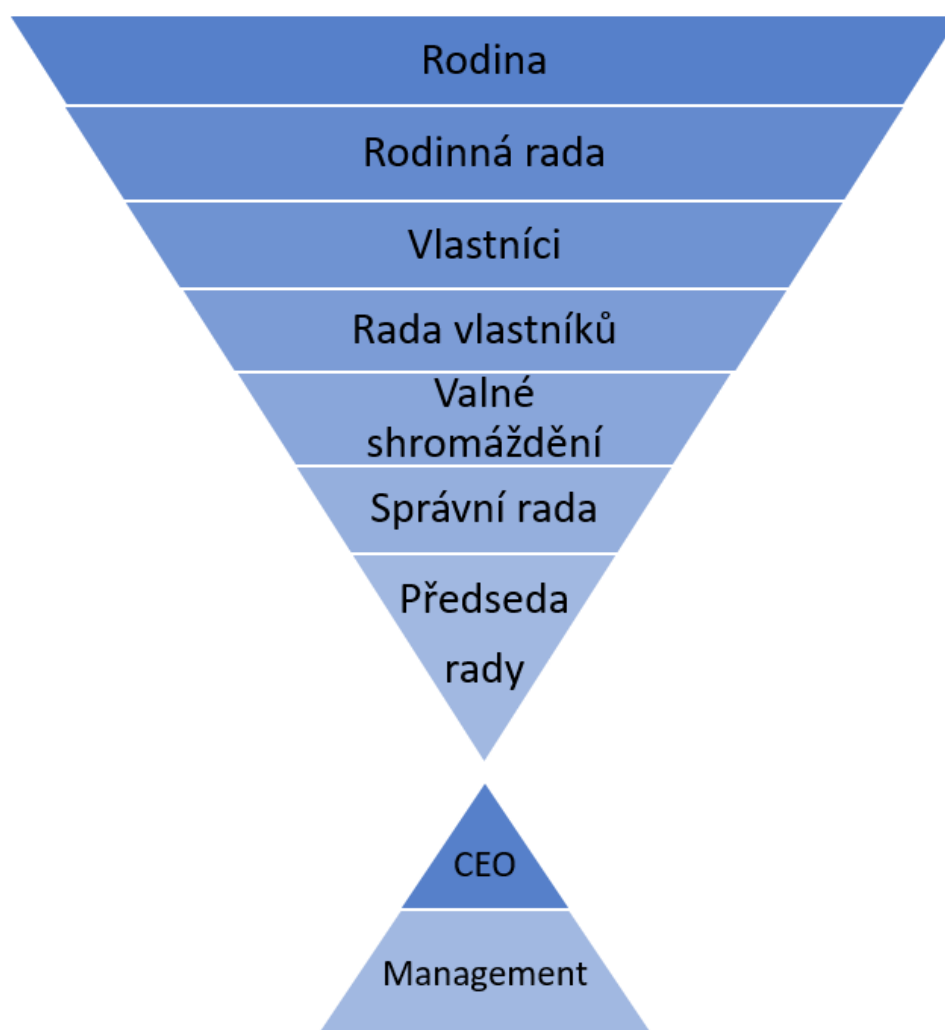 Rodina
Rodinná rada
Vlastníci
Rada vlastníků
Valné
shromáždění
Správní rada
Předseda
rady
CEO
Management